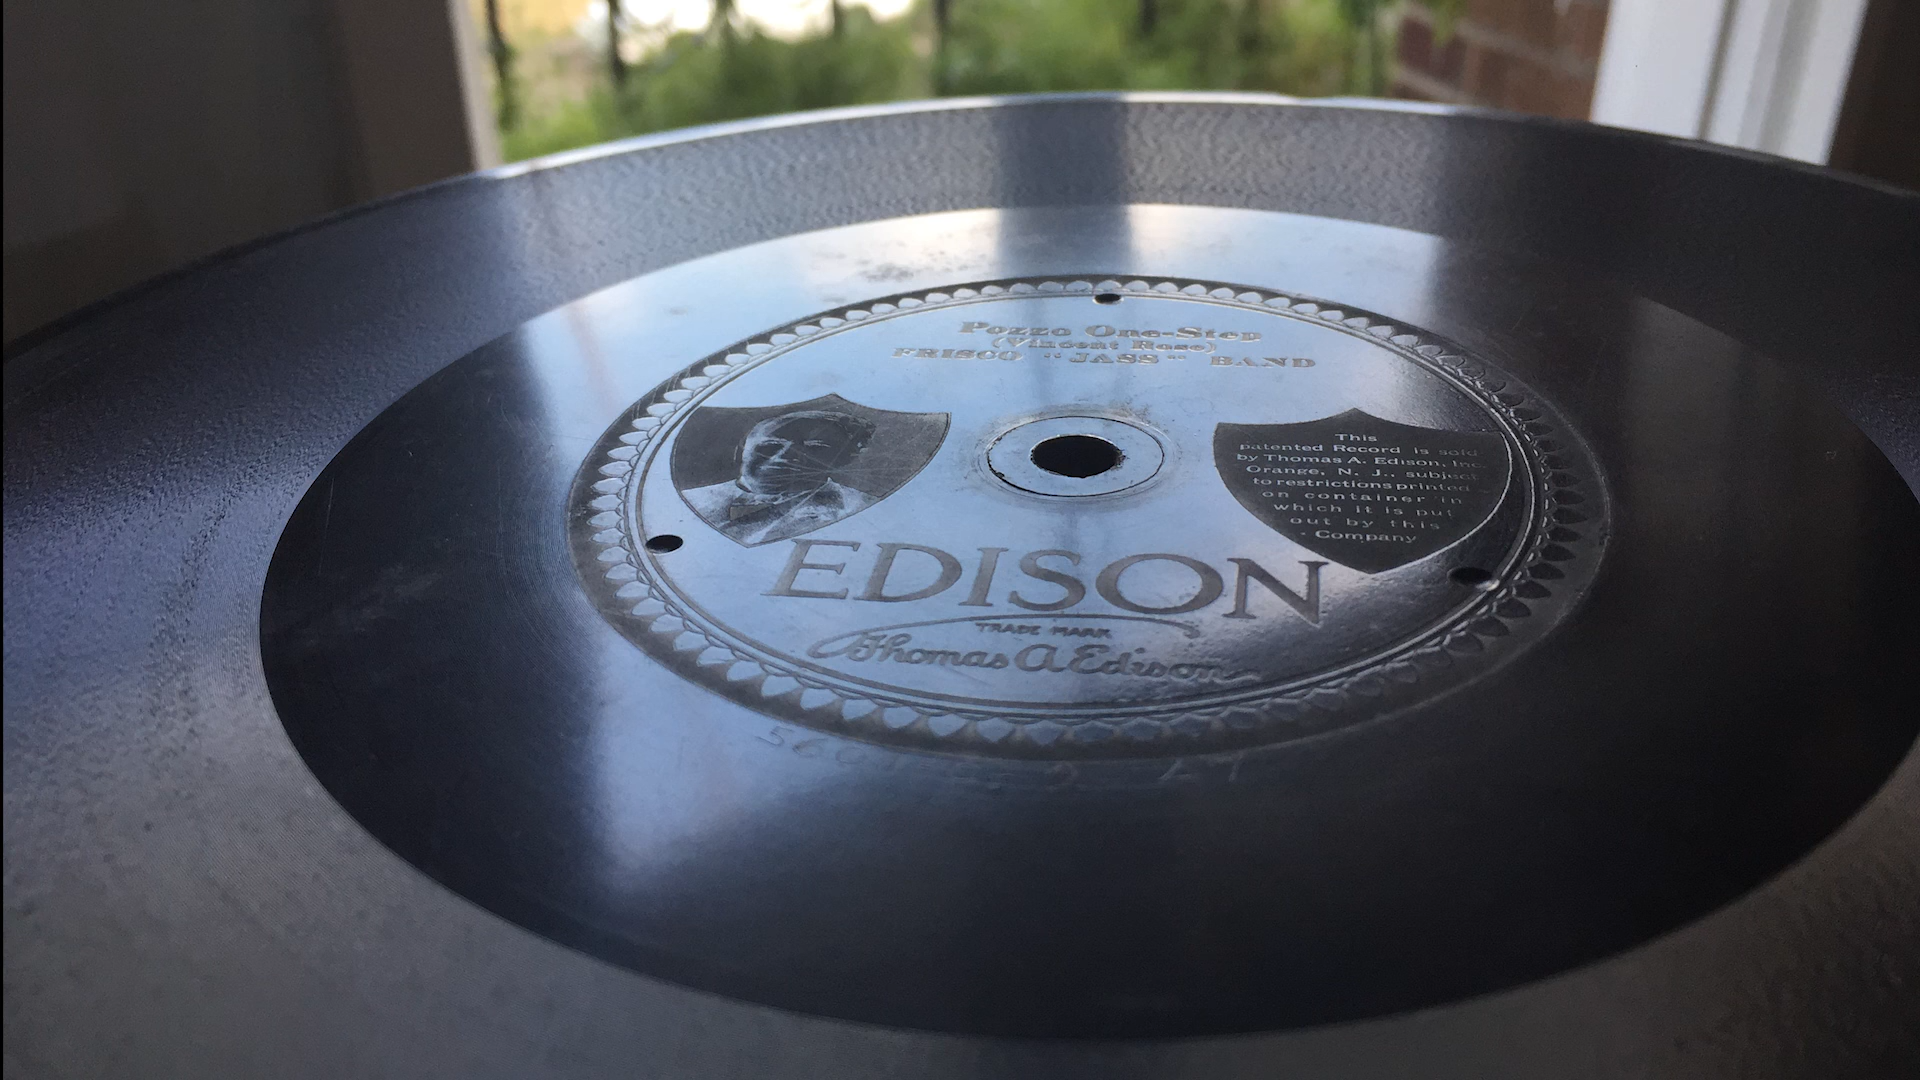 Pozzo One-Step
(Vincent Rose)
FRISCO "JASS" BAND
This
patented Record is sold
by Thomas A. Edison, Inc.
Orange, N. J., subject
to restrictions printed
on container in
which it is put
out by this
Company
EDISON
TRADE MARK
Thomas A Edison